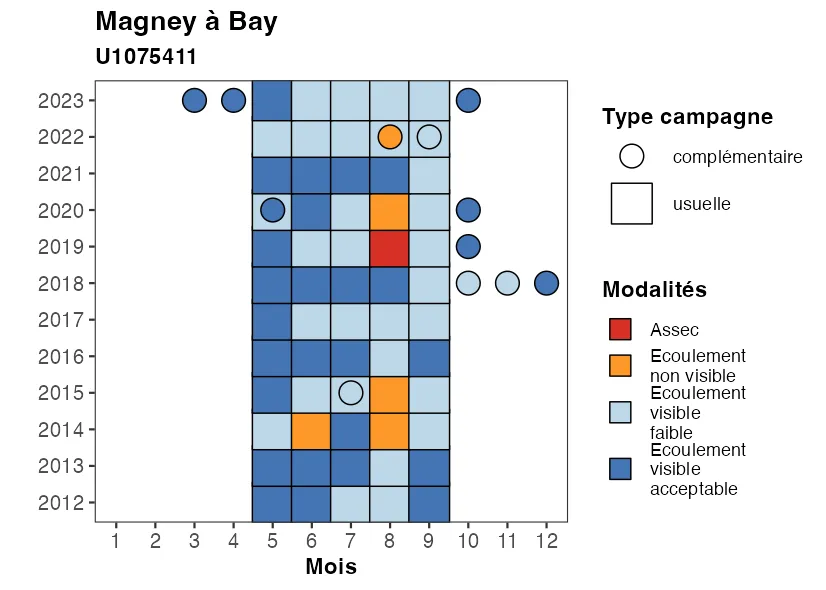 Magney à Bay
U1075411
2023
2022
2021
2020
2019
2018
2017
2016
2015
2014
2013
2012
1 2 3 4 5 6 7 8 9 10 11 12
Mois
Type campagne
complémentaire
usuelle
Modalités
Assec
Ecoulement
non visible
Ecoulement
visible
faible
Ecoulement
visible
acceptable